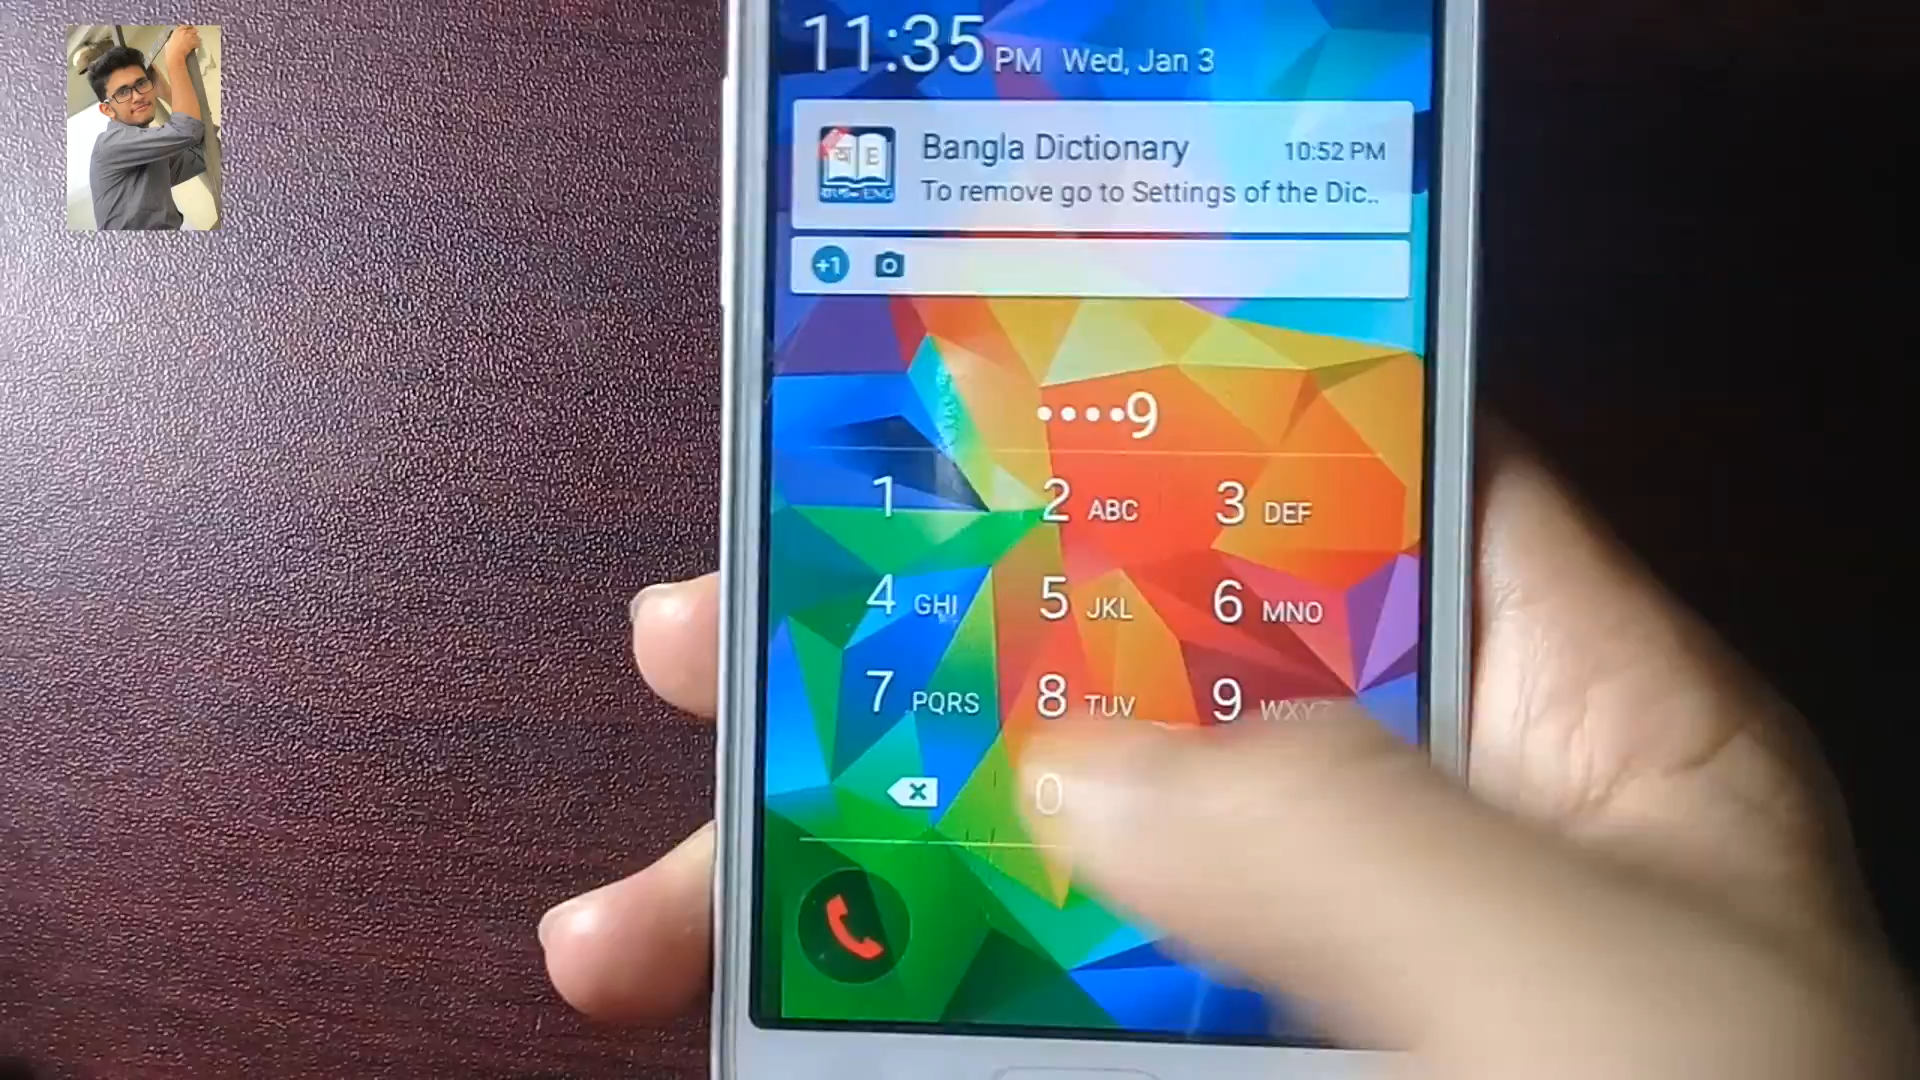 11:35 PM Wed, Jan 3
Bangla Dictionary 10:52 PM
To remove go to Settings of the Dic..
অ E
+1
••••9
1 2 ABC 3 DEF
4 GHI 5 JKL 6 MNO
7 PQRS 8 TUV 9 WXYZ
0